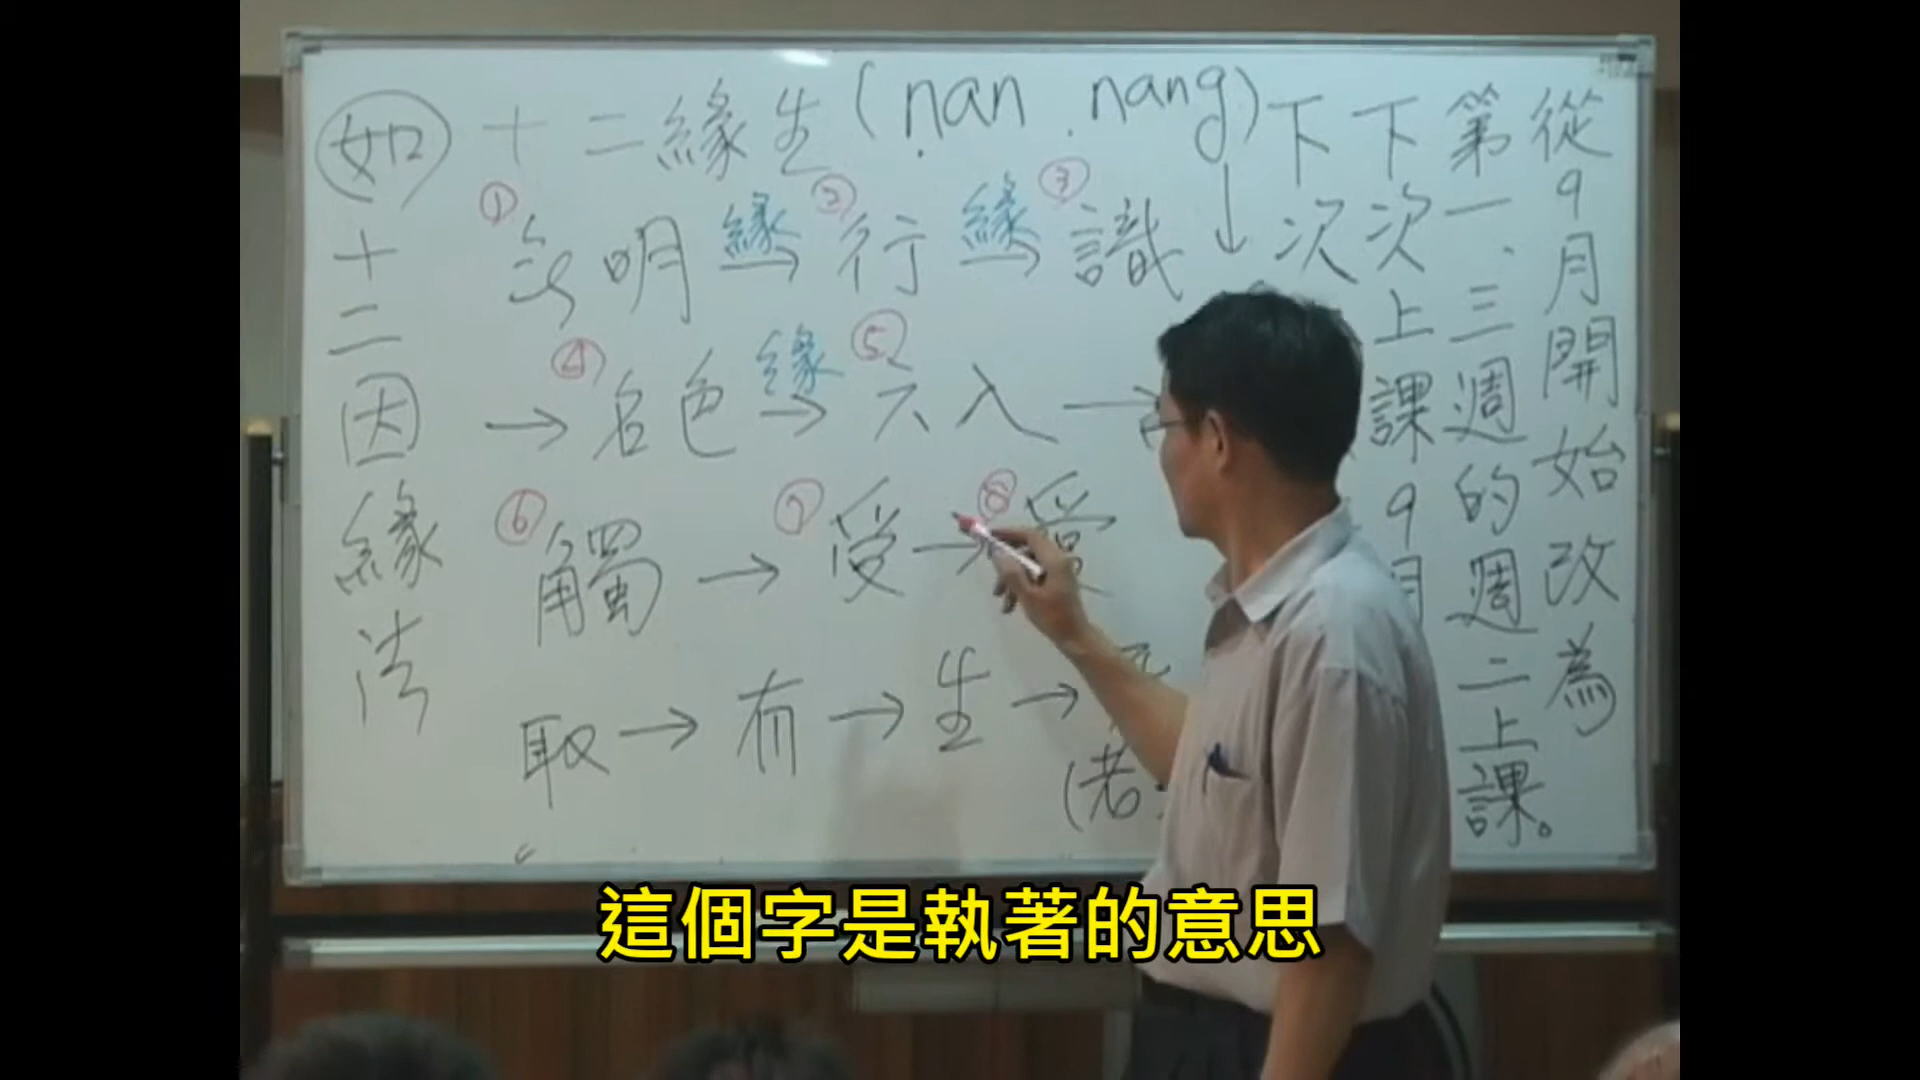 如 十二緣生(nan nang)
十二因緣法
① 无明 緣→ ② 行 緣→ ③ 識 ↓
→ ④ 名色 緣→ ⑤ 六入 →
⑥ 觸 → ⑦ 受 → ⑧ 愛
取 → 有 → 生 →
(老
從9月開始改為
第一、三週的週二上課。
下次上課9月
下次
這個字是執著的意思